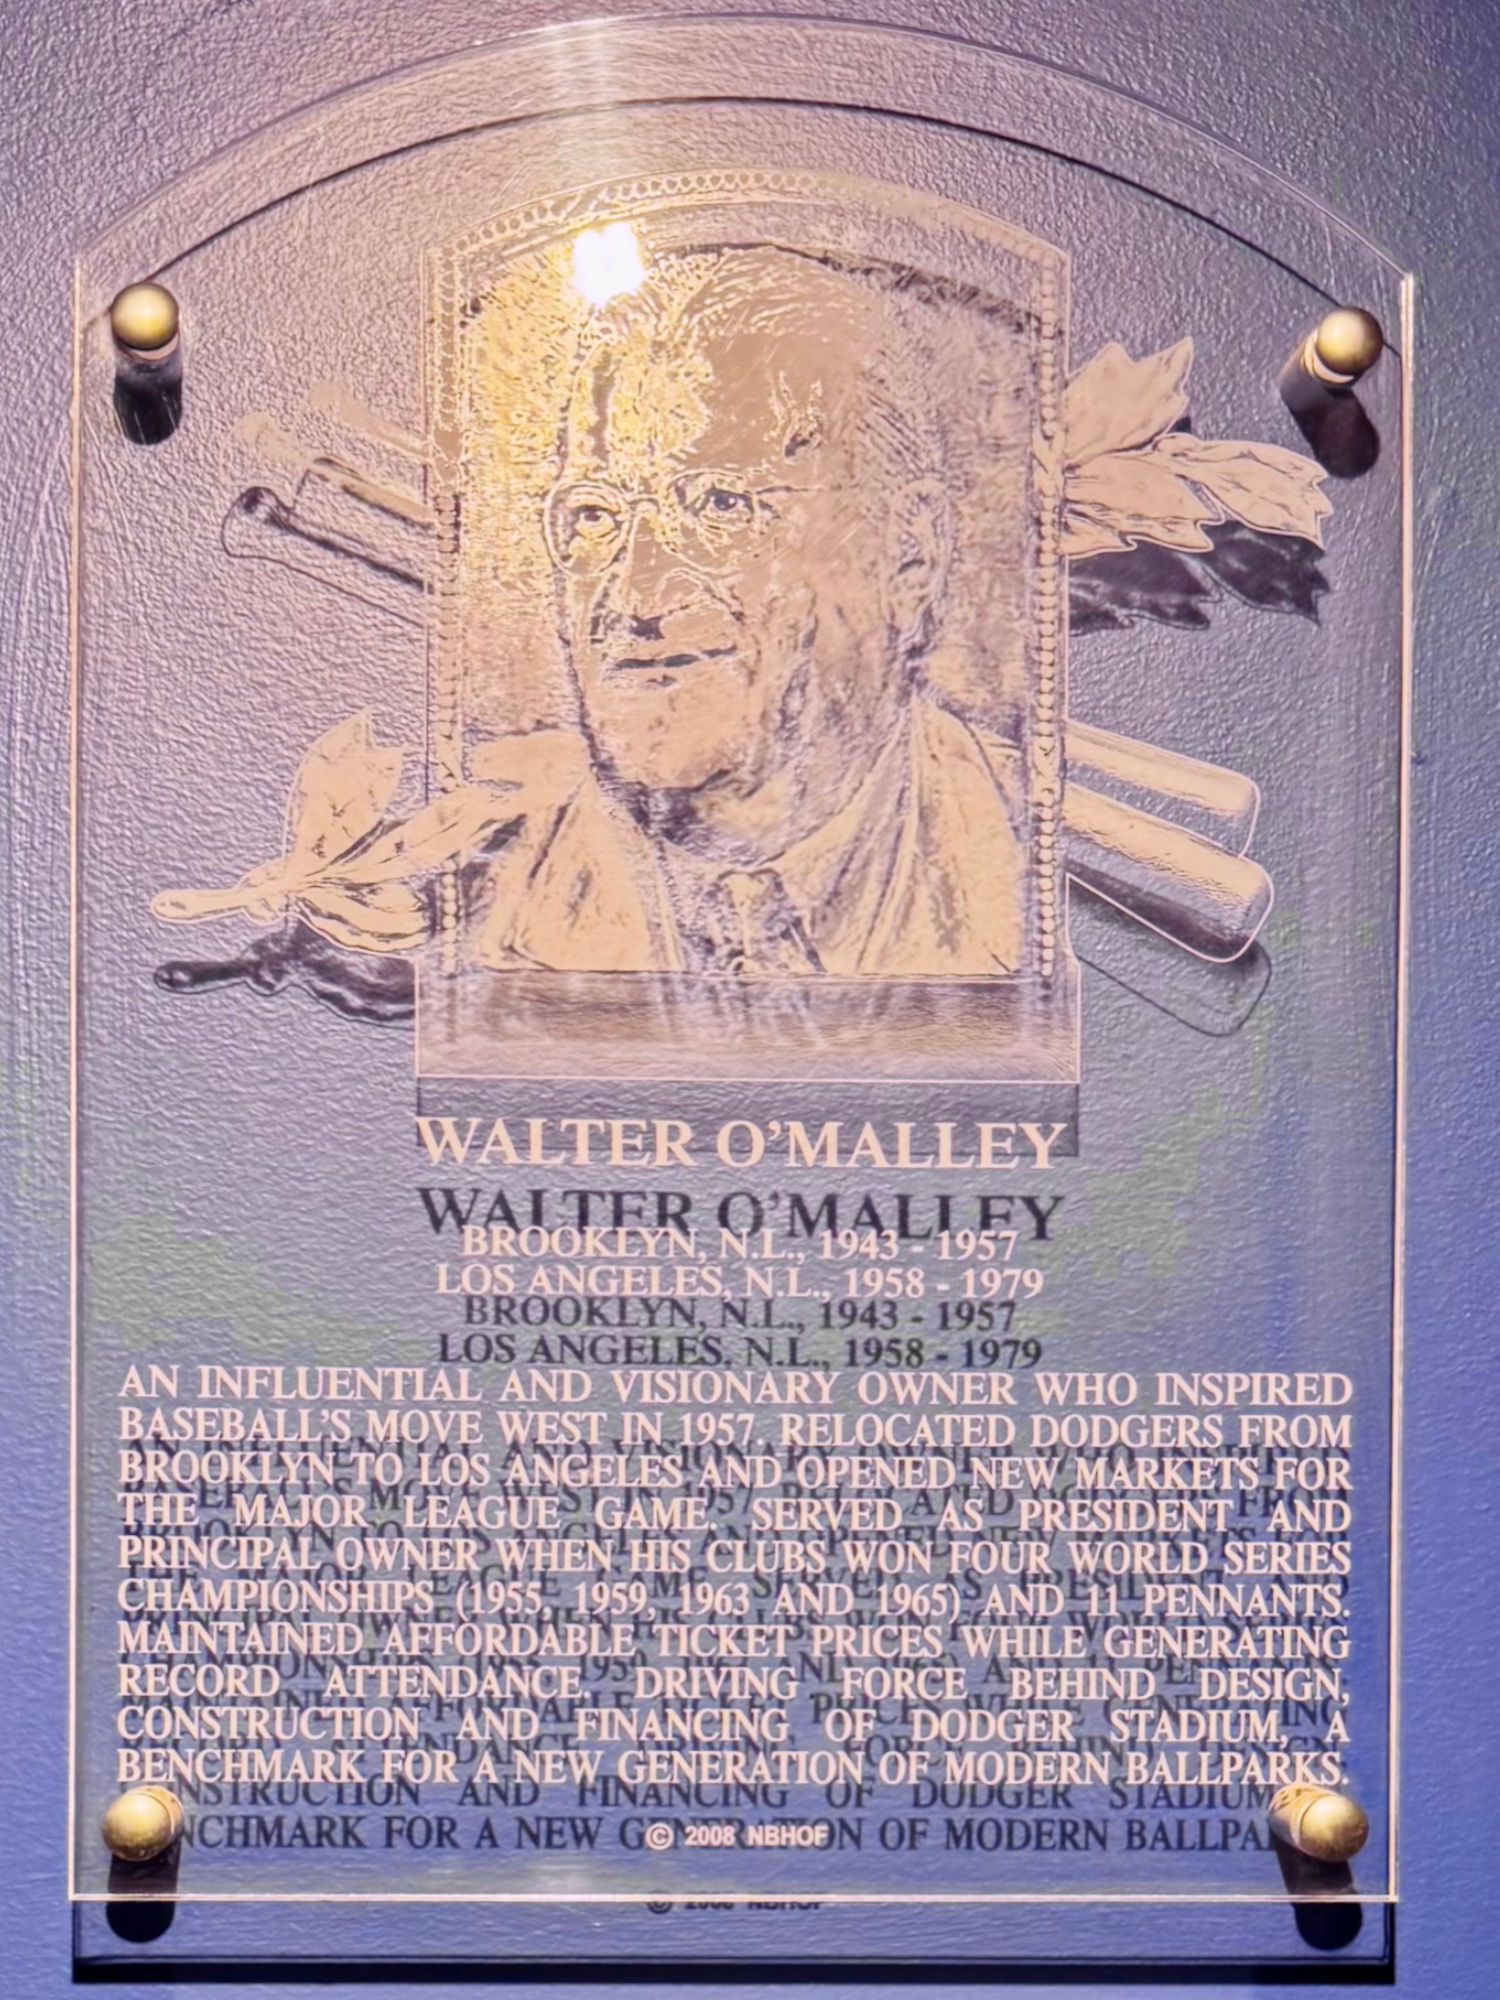 WALTER O'MALLEY
BROOKLYN, N.L., 1943 - 1957
LOS ANGELES, N.L., 1958 - 1979
AN INFLUENTIAL AND VISIONARY OWNER WHO INSPIRED
BASEBALL'S MOVE WEST IN 1957. RELOCATED DODGERS FROM
BROOKLYN TO LOS ANGELES AND OPENED NEW MARKETS FOR
THE MAJOR LEAGUE GAME. SERVED AS PRESIDENT AND
PRINCIPAL OWNER WHEN HIS CLUBS WON FOUR WORLD SERIES
CHAMPIONSHIPS (1955, 1959, 1963 AND 1965) AND 11 PENNANTS.
MAINTAINED AFFORDABLE TICKET PRICES WHILE GENERATING
RECORD ATTENDANCE. DRIVING FORCE BEHIND DESIGN,
CONSTRUCTION AND FINANCING OF DODGER STADIUM, A
BENCHMARK FOR A NEW GENERATION OF MODERN BALLPARKS.
© 2008 NBHOF